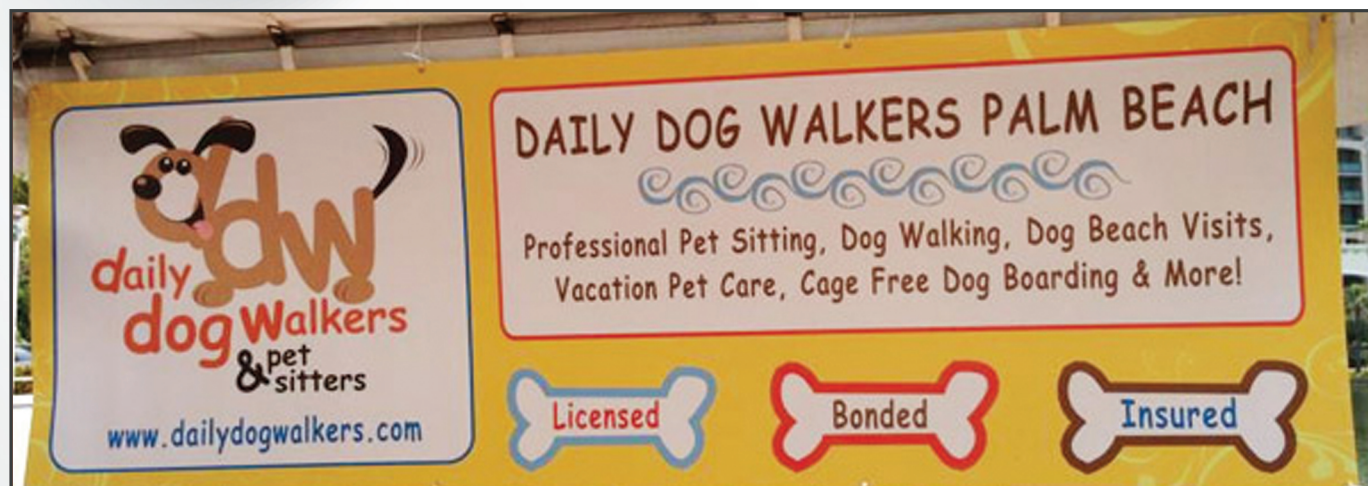 ddw
daily
dog walkers
& pet
sitters
www.dailydogwalkers.com
DAILY DOG WALKERS PALM BEACH
Professional Pet Sitting, Dog Walking, Dog Beach Visits,
Vacation Pet Care, Cage Free Dog Boarding & More!
Licensed
Bonded
Insured